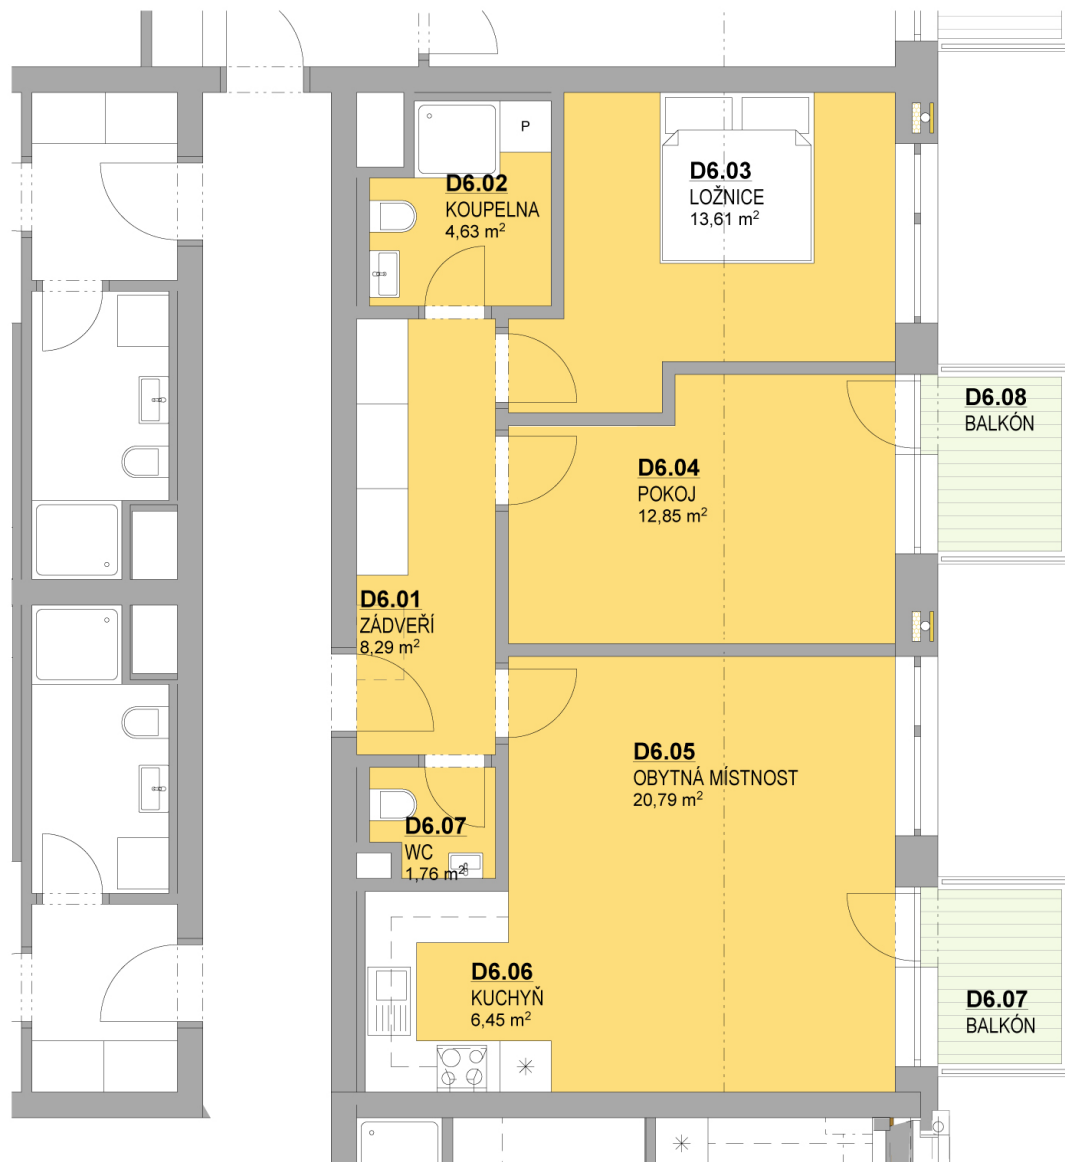 P
D6.02
KOUPELNA
4,63 m²
D6.03
LOŽNICE
13,61 m²
D6.08
BALKÓN
D6.04
POKOJ
12,85 m²
D6.01
ZÁDVEŘÍ
8,29 m²
D6.05
OBYTNÁ MÍSTNOST
20,79 m²
D6.07
WC
1,76 m²
D6.06
KUCHYŇ
6,45 m²
D6.07
BALKÓN